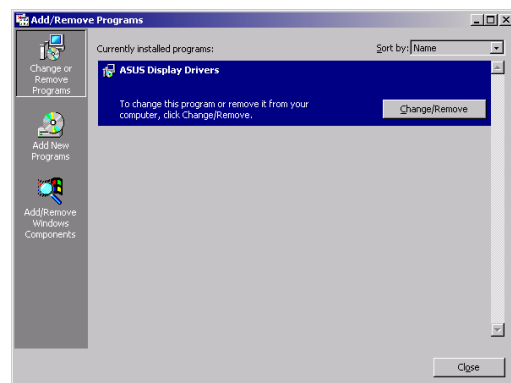 Add/Remove Programs
Change or
Remove
Programs
Add New
Programs
Add/Remove
Windows
Components
Currently installed programs:
Sort by: Name
ASUS Display Drivers
To change this program or remove it from your
computer, click Change/Remove.
Change/Remove
Close